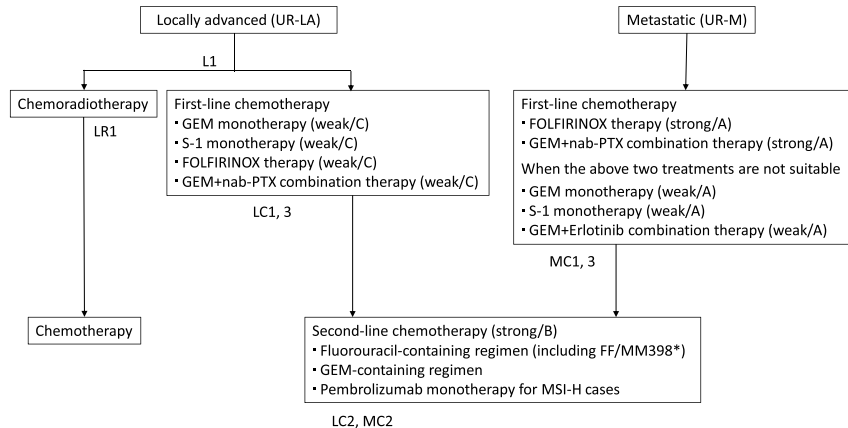 Locally advanced (UR-LA)
Metastatic (UR-M)
L1
Chemoradiotherapy
LR1
First-line chemotherapy
▪ GEM monotherapy (weak/C)
▪ S-1 monotherapy (weak/C)
▪ FOLFIRINOX therapy (weak/C)
▪ GEM+nab-PTX combination therapy (weak/C)
LC1, 3
First-line chemotherapy
▪ FOLFIRINOX therapy (strong/A)
▪ GEM+nab-PTX combination therapy (strong/A)
When the above two treatments are not suitable
▪ GEM monotherapy (weak/A)
▪ S-1 monotherapy (weak/A)
▪ GEM+Erlotinib combination therapy (weak/A)
MC1, 3
Chemotherapy
Second-line chemotherapy (strong/B)
▪ Fluorouracil-containing regimen (including FF/MM398*)
▪ GEM-containing regimen
▪ Pembrolizumab monotherapy for MSI-H cases
LC2, MC2